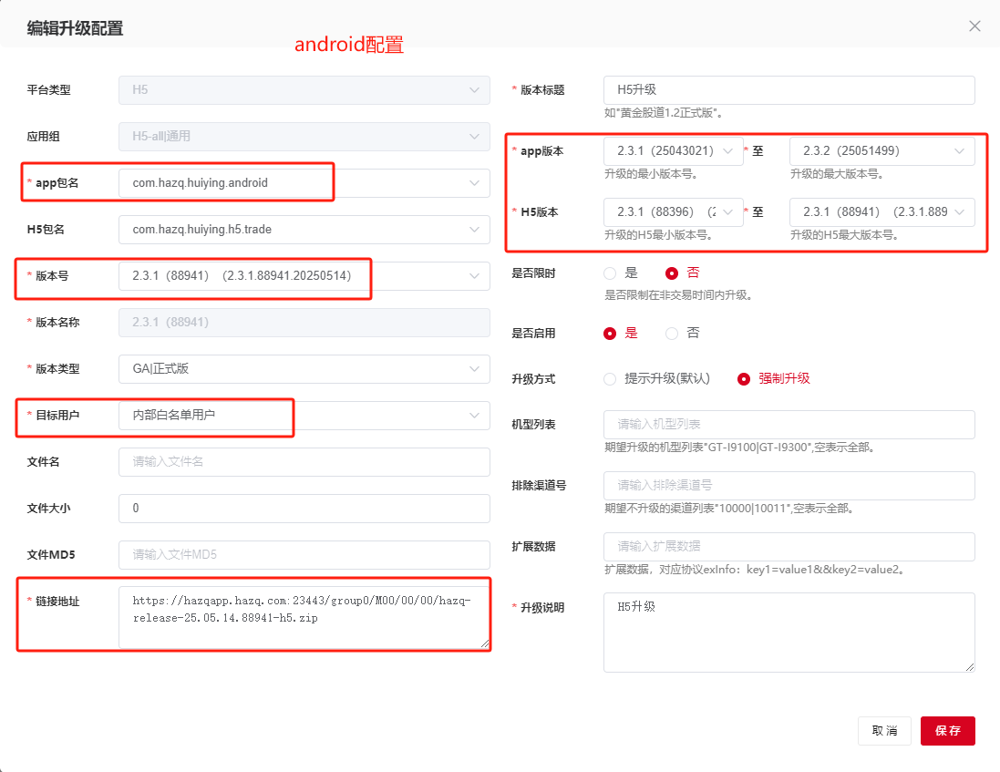 编辑升级配置
android配置
平台类型
H5
应用组
H5-all|通用
* app包名
com.hazq.huiying.android
H5包名
com.hazq.huiying.h5.trade
* 版本号
2.3.1（88941）（2.3.1.88941.20250514）
* 版本名称
2.3.1（88941）
* 版本类型
GA|正式版
* 目标用户
内部白名单用户
文件名
请输入文件名
文件大小
0
文件MD5
请输入文件MD5
* 链接地址
https://hazqapp.hazq.com:23443/group0/M00/00/00/hazq-
release-25.05.14.88941-h5.zip
* 版本标题
H5升级
如"黄金股道1.2正式版"。
* app版本
2.3.1（25043021）
* 至
2.3.2（25051499）
升级的最小版本号。
升级的最大版本号。
* H5版本
2.3.1（88396）（2
* 至
2.3.1（88941）（2.3.1.889
升级的H5最小版本号。
升级的H5最大版本号。
是否限时
是
否
是否限制在非交易时间内升级。
是否启用
是
否
升级方式
提示升级(默认)
强制升级
机型列表
请输入机型列表
期望升级的机型列表"GT-I9100|GT-I9300",空表示全部。
排除渠道号
请输入排除渠道号
期望不升级的渠道列表"10000|10011",空表示全部。
扩展数据
请输入扩展数据
扩展数据，对应协议exInfo：key1=value1&&key2=value2。
* 升级说明
H5升级
取消
保存